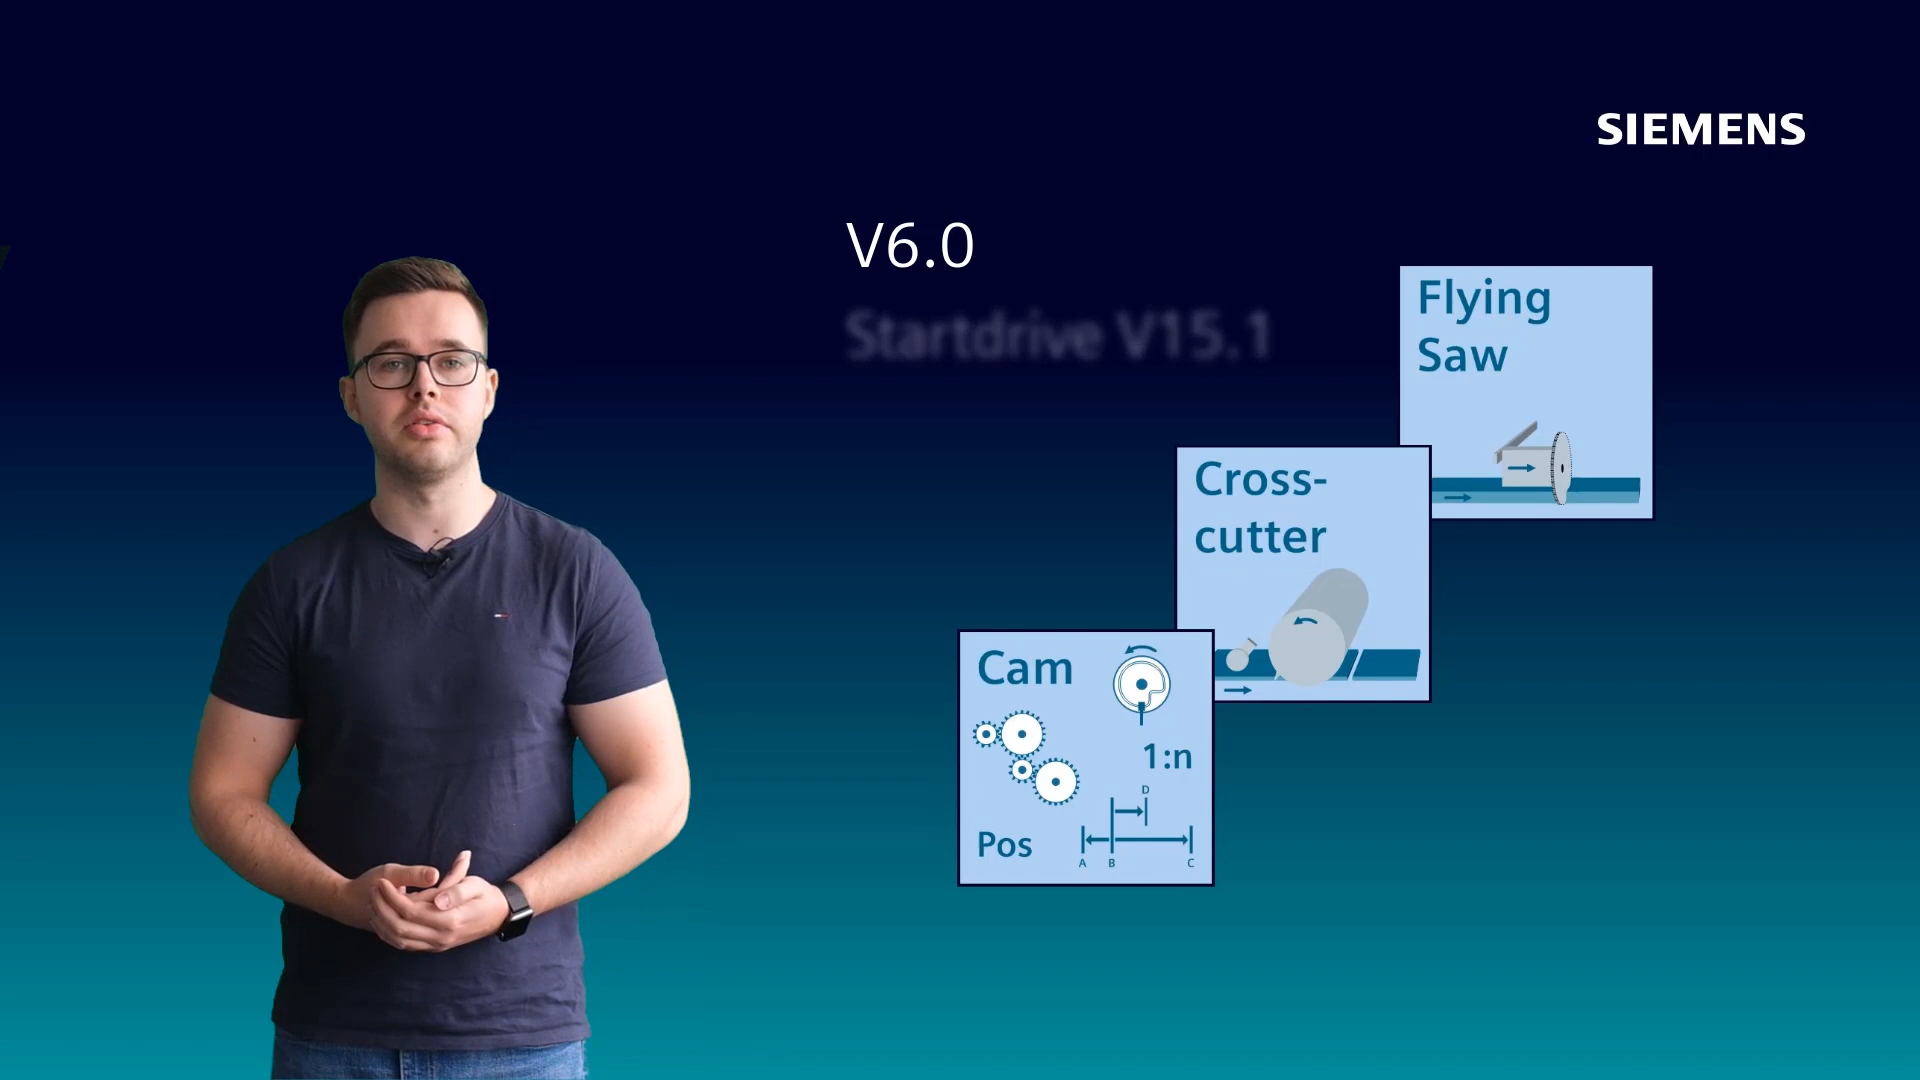 SIEMENS
V6.0
Startdrive V15.1
Flying
Saw
Cross-
cutter
Cam
1:n
D
Pos
A B C